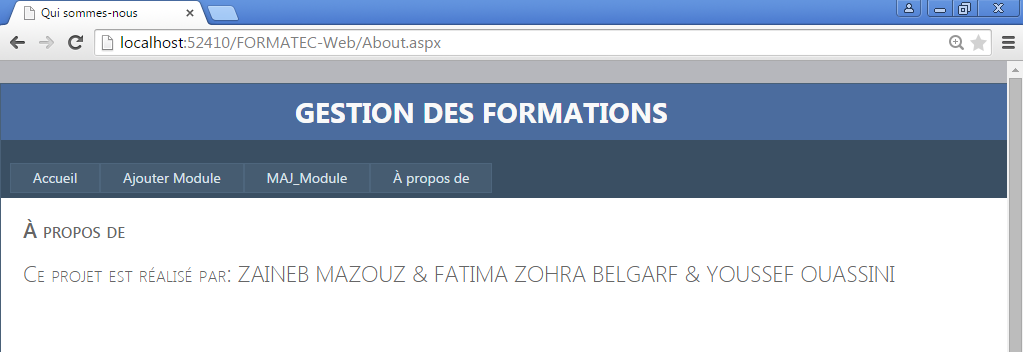 Qui sommes-nous
localhost:52410/FORMATEC-Web/About.aspx
GESTION DES FORMATIONS
Accueil Ajouter Module MAJ_Module À propos de
À PROPOS DE
CE PROJET EST RÉALISÉ PAR: ZAINEB MAZOUZ & FATIMA ZOHRA BELGARF & YOUSSEF OUASSINI